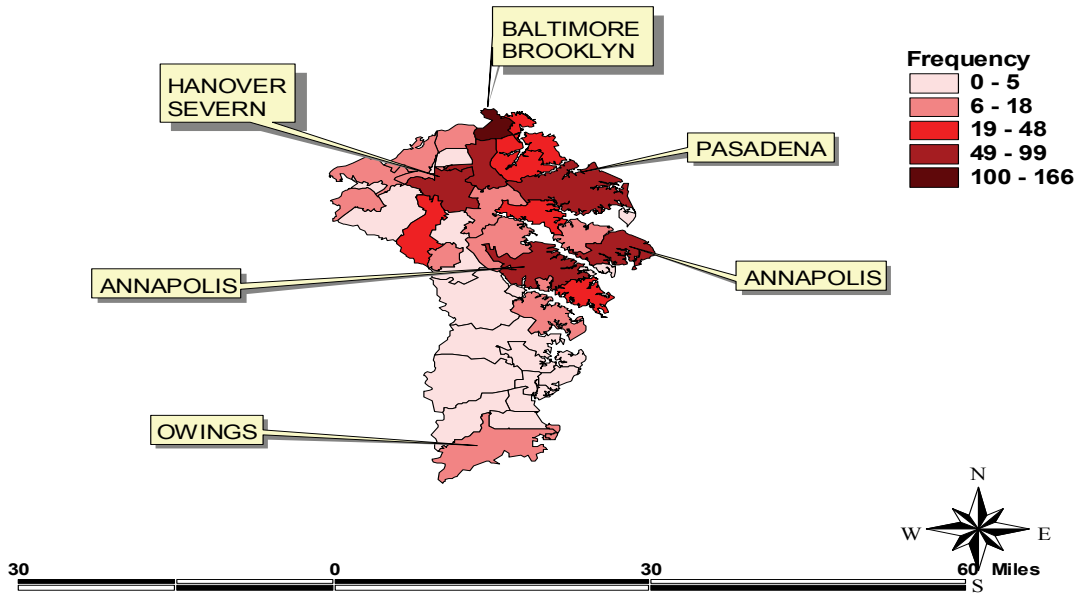 BALTIMORE
BROOKLYN
HANOVER
SEVERN
PASADENA
ANNAPOLIS
ANNAPOLIS
OWINGS
Frequency
0 - 5
6 - 18
19 - 48
49 - 99
100 - 166
N
W E
S
30 0 30 60 Miles